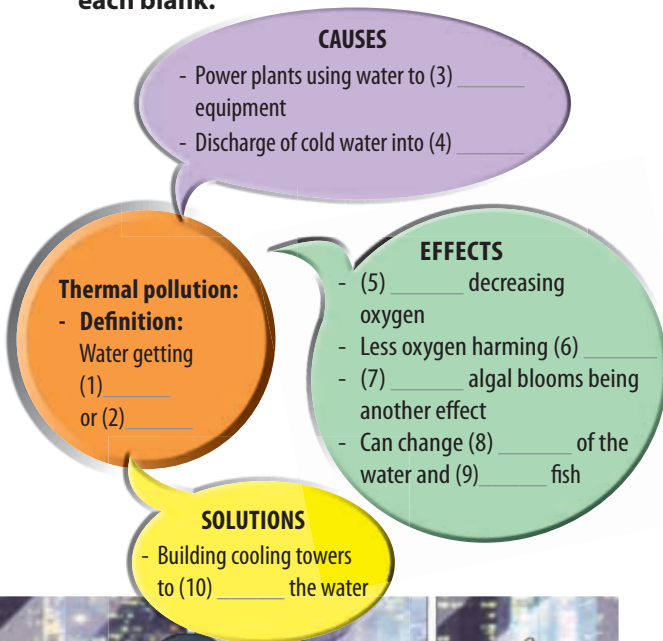 each blank.
CAUSES
- Power plants using water to (3) ______
equipment
- Discharge of cold water into (4) ______
Thermal pollution:
- Definition:
Water getting
(1)______
or (2)______
EFFECTS
- (5) ______ decreasing
oxygen
- Less oxygen harming (6) ______
- (7) ______ algal blooms being
another effect
- Can change (8) ______ of the
water and (9)______ fish
SOLUTIONS
- Building cooling towers
to (10) ______ the water